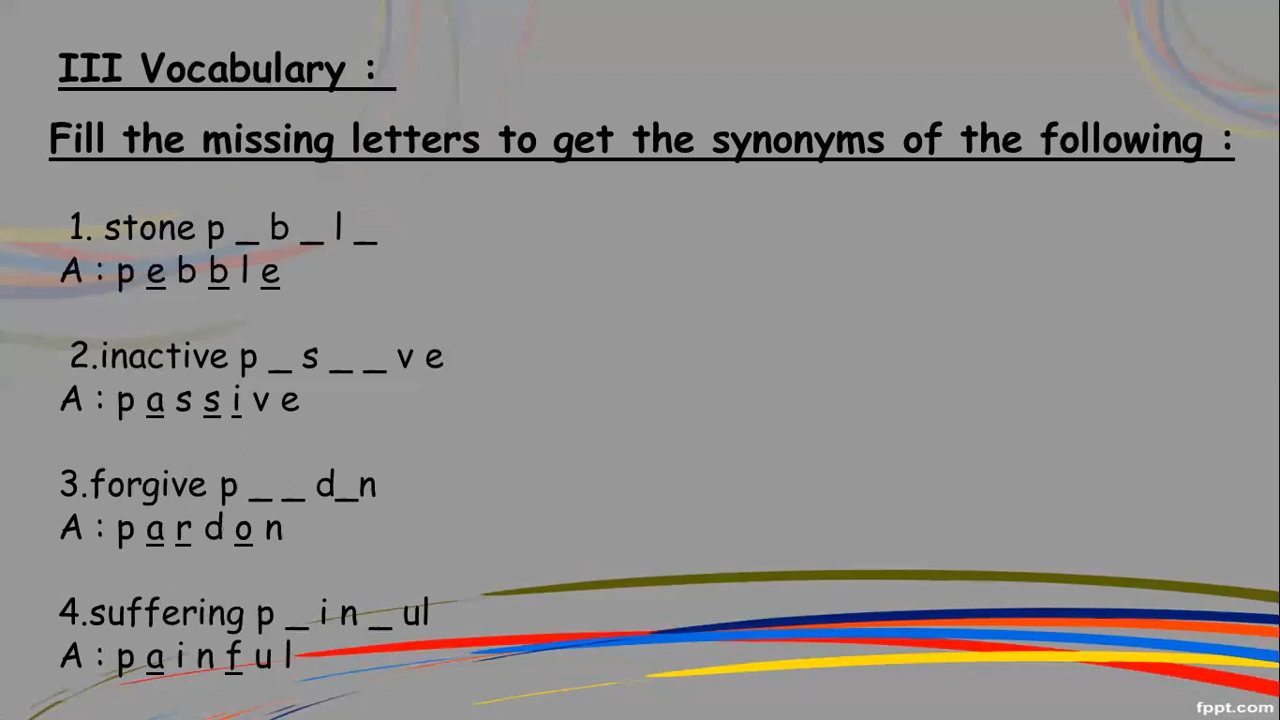 III Vocabulary :
Fill the missing letters to get the synonyms of the following :
1. stone p _ b _ l _
A : p e b b l e
2.inactive p _ s _ _ v e
A : p a s s i v e
3.forgive p _ _ d_n
A : p a r d o n
4.suffering p _ i n _ ul
A : p a i n f u l
fppt.com